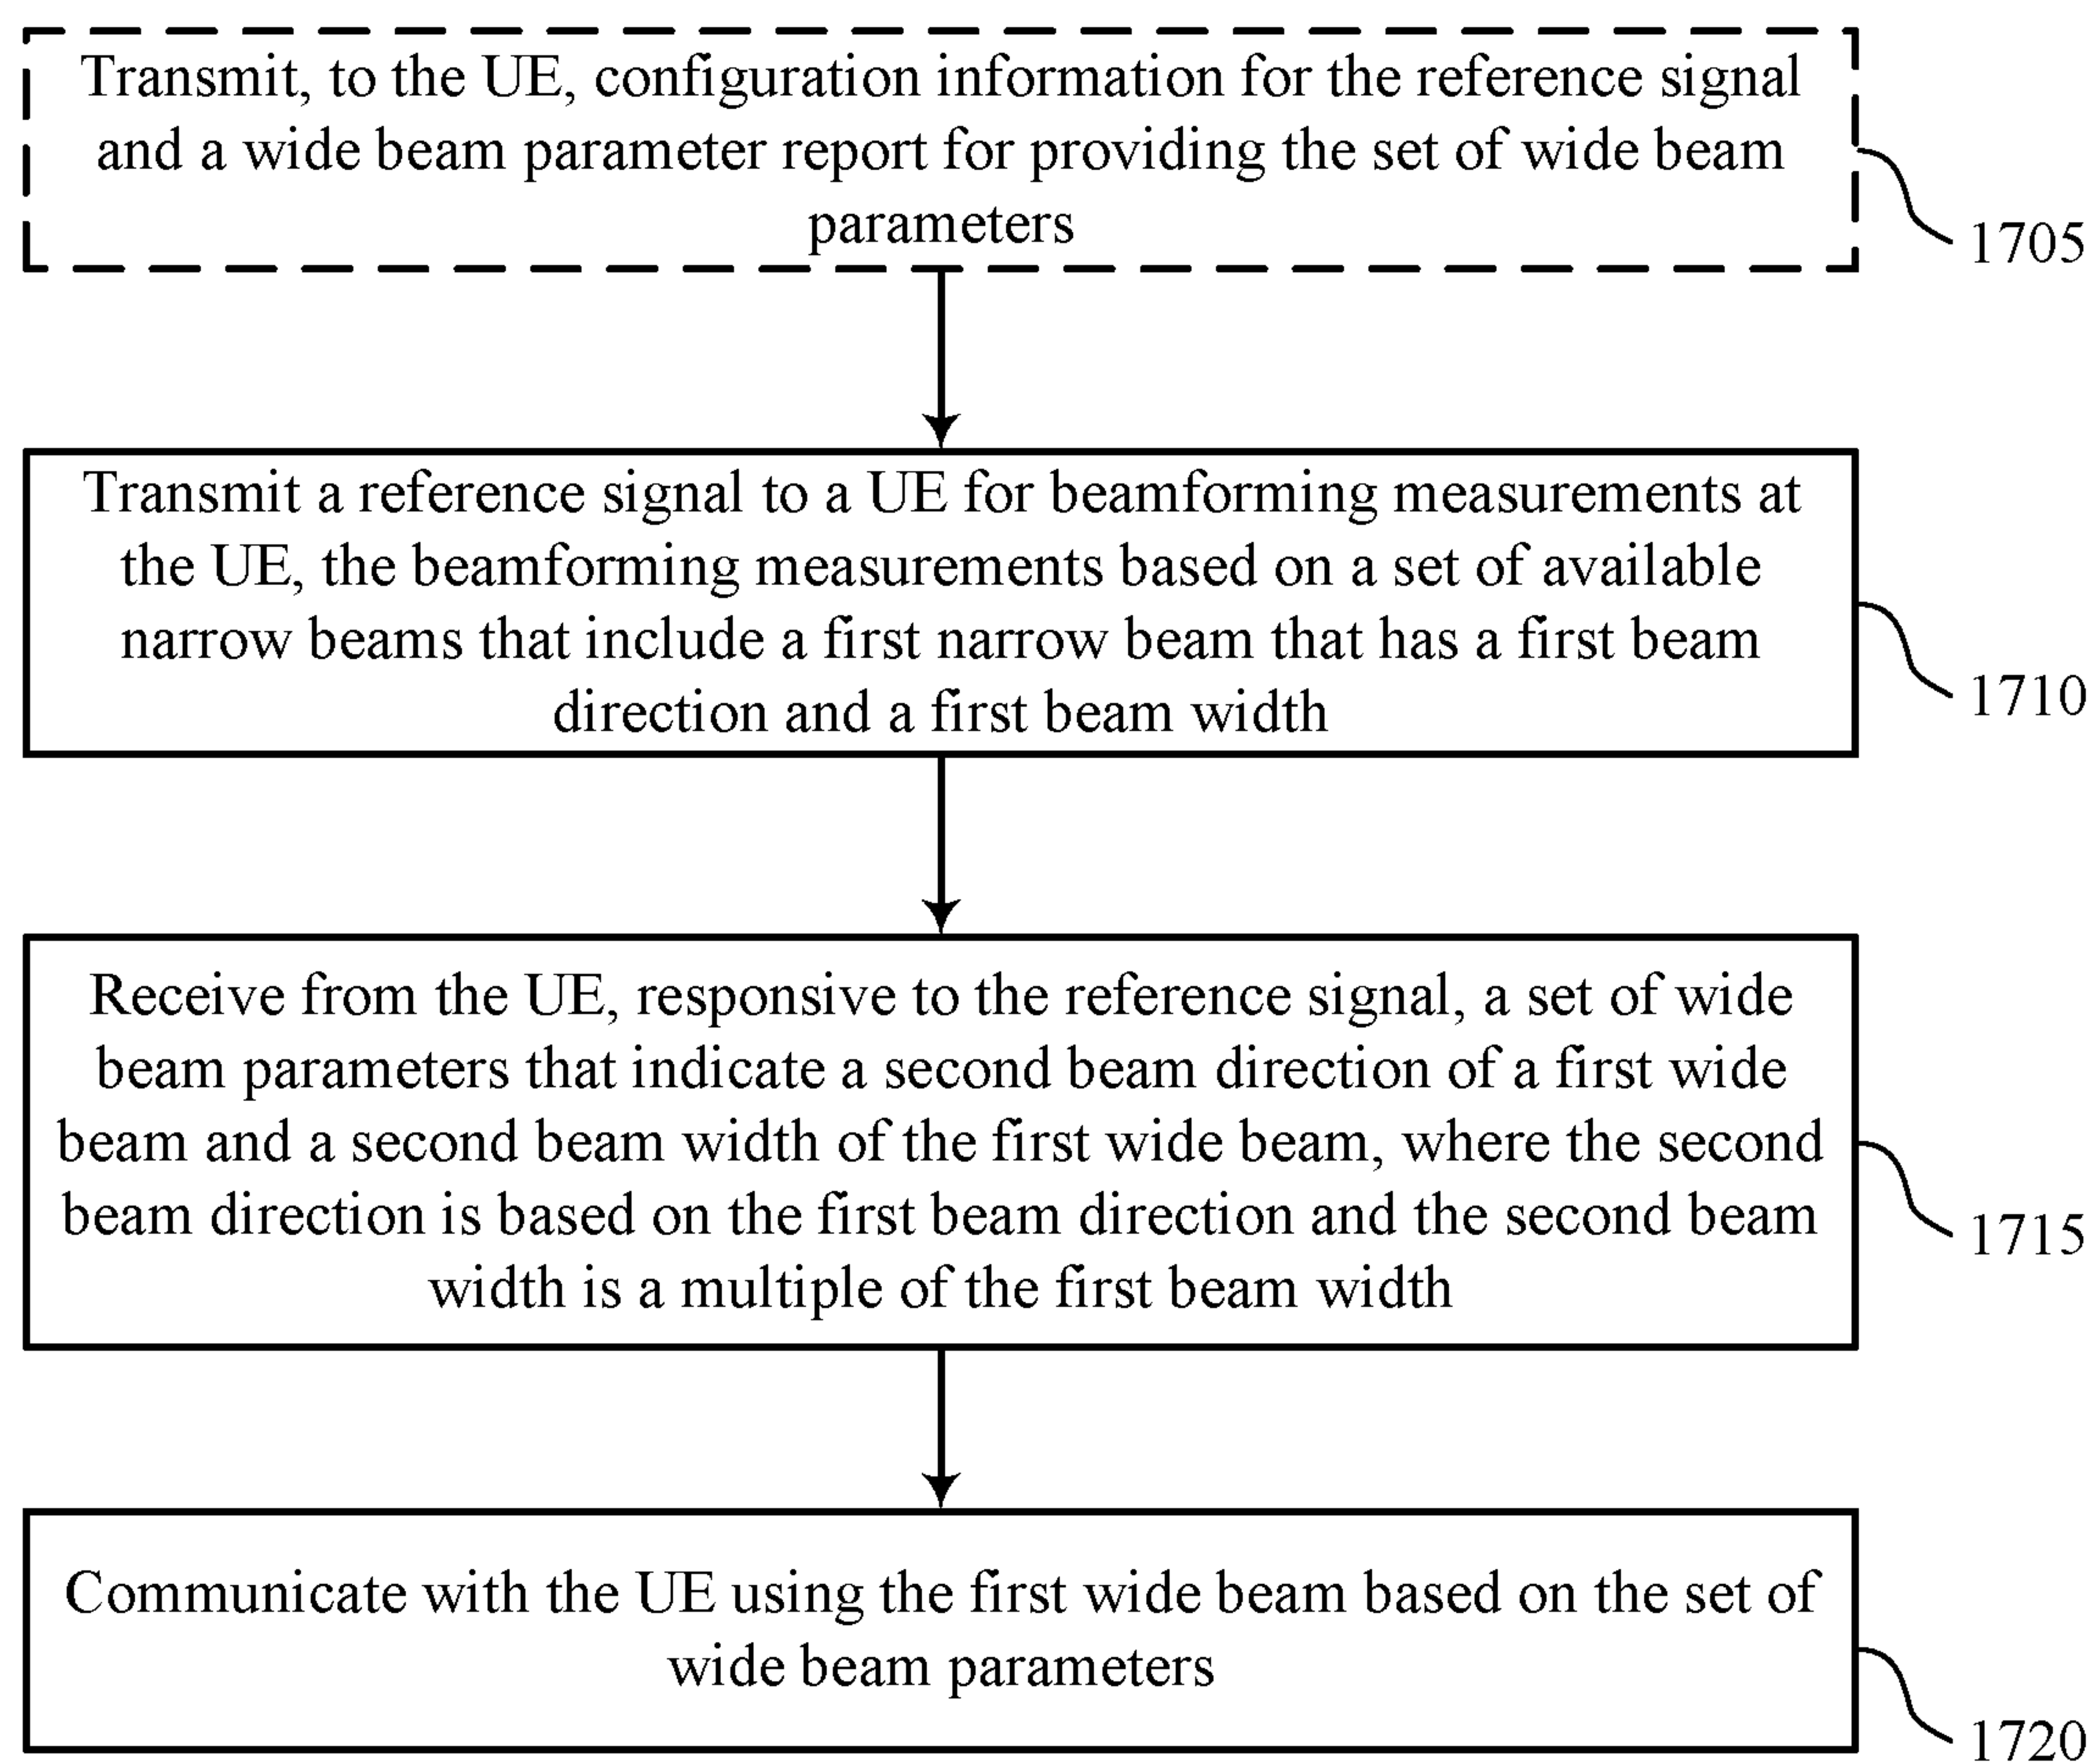 Transmit, to the UE, configuration information for the reference signal
and a wide beam parameter report for providing the set of wide beam
parameters
1705
Transmit a reference signal to a UE for beamforming measurements at
the UE, the beamforming measurements based on a set of available
narrow beams that include a first narrow beam that has a first beam
direction and a first beam width
1710
Receive from the UE, responsive to the reference signal, a set of wide
beam parameters that indicate a second beam direction of a first wide
beam and a second beam width of the first wide beam, where the second
beam direction is based on the first beam direction and the second beam
width is a multiple of the first beam width
1715
Communicate with the UE using the first wide beam based on the set of
wide beam parameters
1720